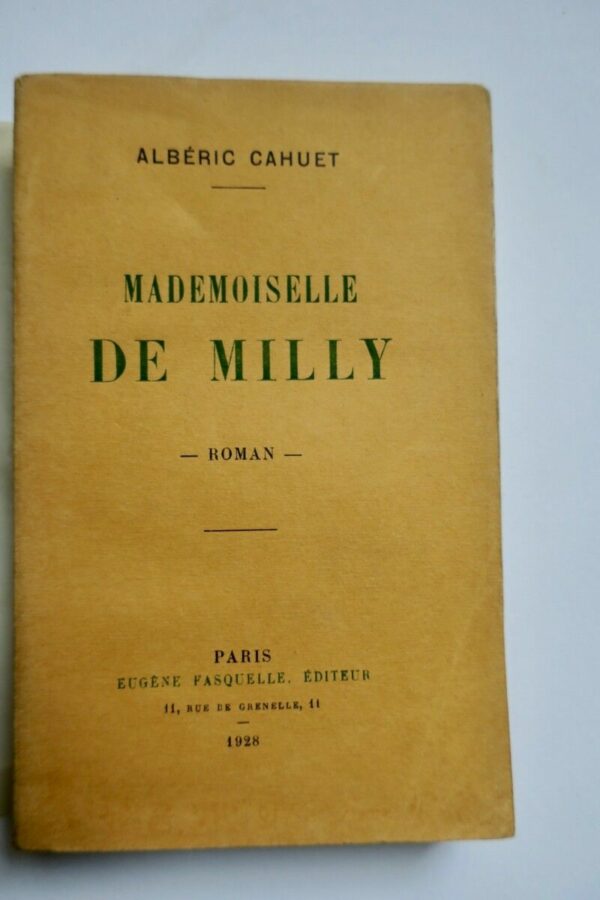 ALBÉRIC CAHUET
MADEMOISELLE
DE MILLY
— ROMAN —
PARIS
EUGÈNE FASQUELLE, ÉDITEUR
11, RUE DE GRENELLE, 11
1928